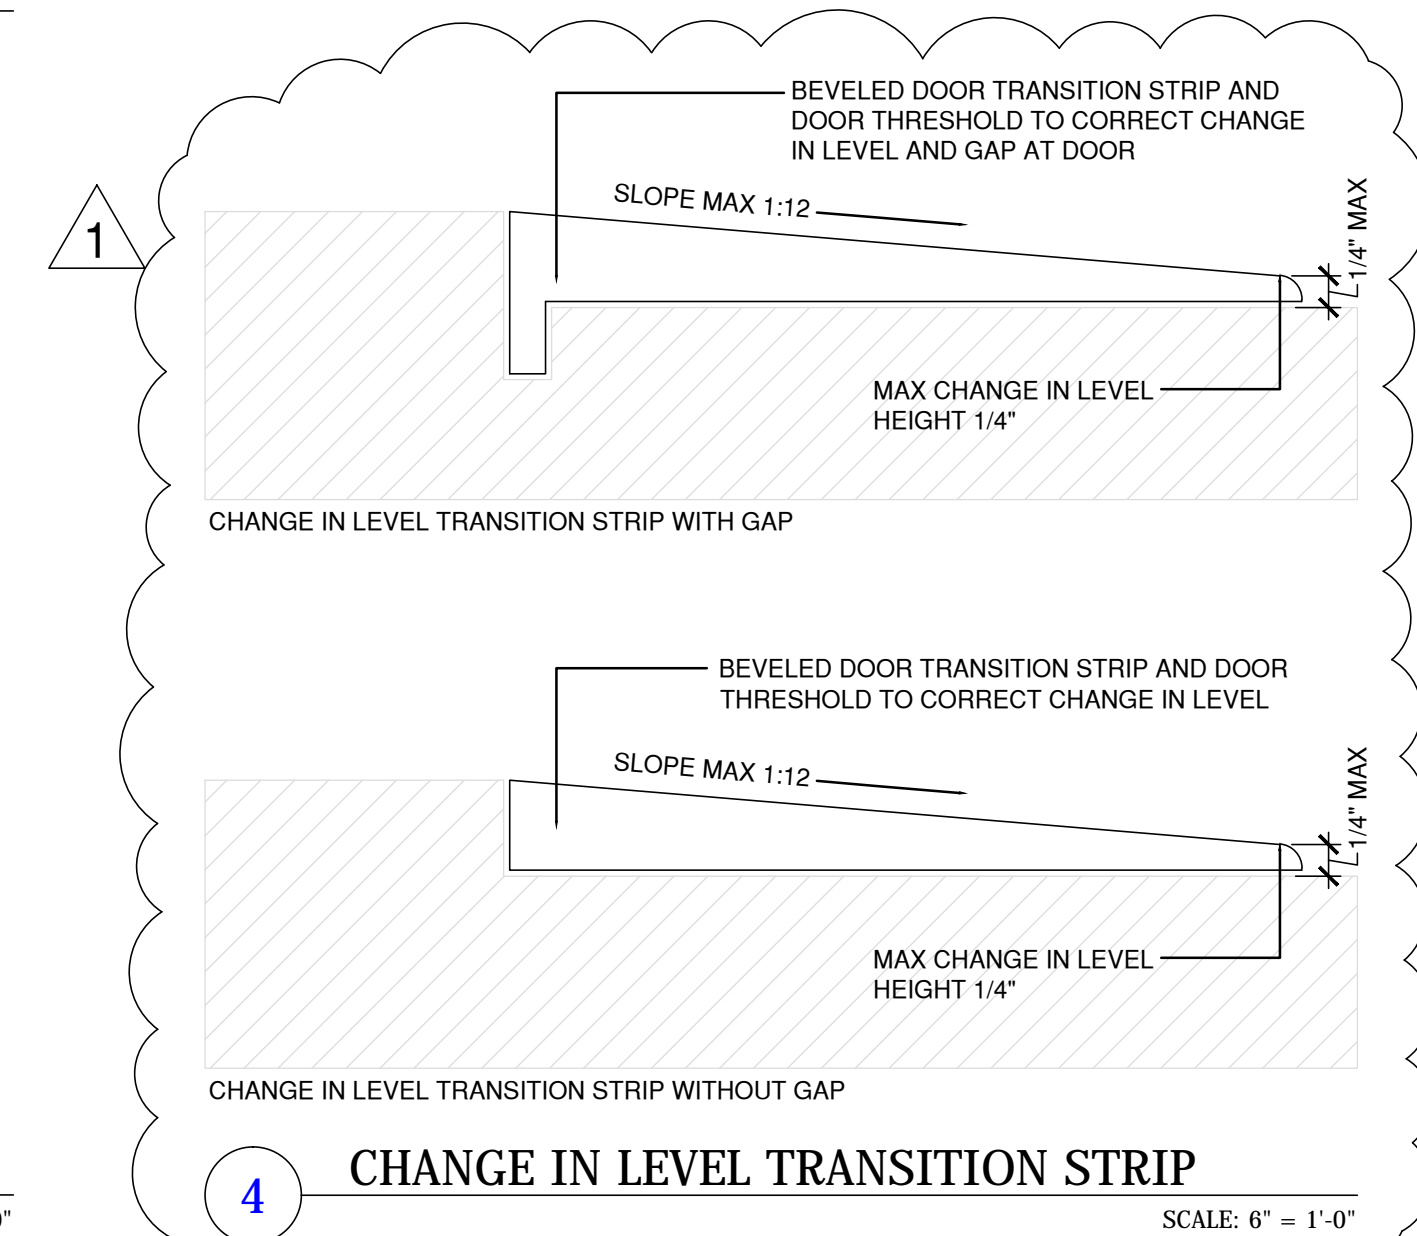 BEVELED DOOR TRANSITION STRIP AND
DOOR THRESHOLD TO CORRECT CHANGE
IN LEVEL AND GAP AT DOOR
SLOPE MAX 1:12
1/4" MAX
1
MAX CHANGE IN LEVEL
HEIGHT 1/4"
CHANGE IN LEVEL TRANSITION STRIP WITH GAP
BEVELED DOOR TRANSITION STRIP AND DOOR
THRESHOLD TO CORRECT CHANGE IN LEVEL
SLOPE MAX 1:12
1/4" MAX
MAX CHANGE IN LEVEL
HEIGHT 1/4"
CHANGE IN LEVEL TRANSITION STRIP WITHOUT GAP
4
CHANGE IN LEVEL TRANSITION STRIP
SCALE: 6" = 1'-0"